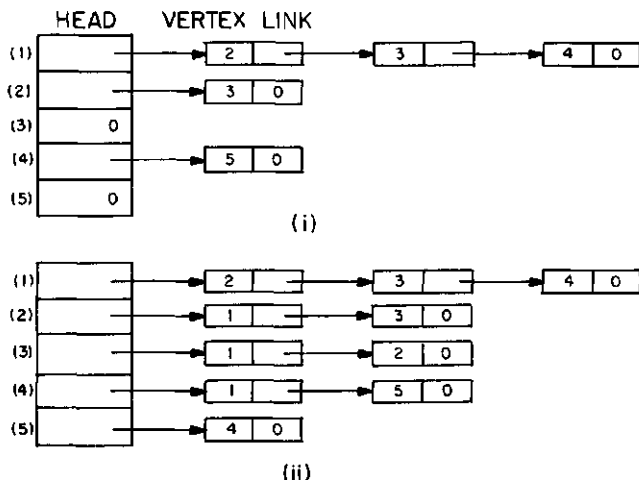 HEAD VERTEX LINK
(1) 2 3 4 0
(2) 3 0
(3) 0
(4) 5 0
(5) 0
(i)
(1) 2 3 4 0
(2) 1 3 0
(3) 1 2 0
(4) 1 5 0
(5) 4 0
(ii)